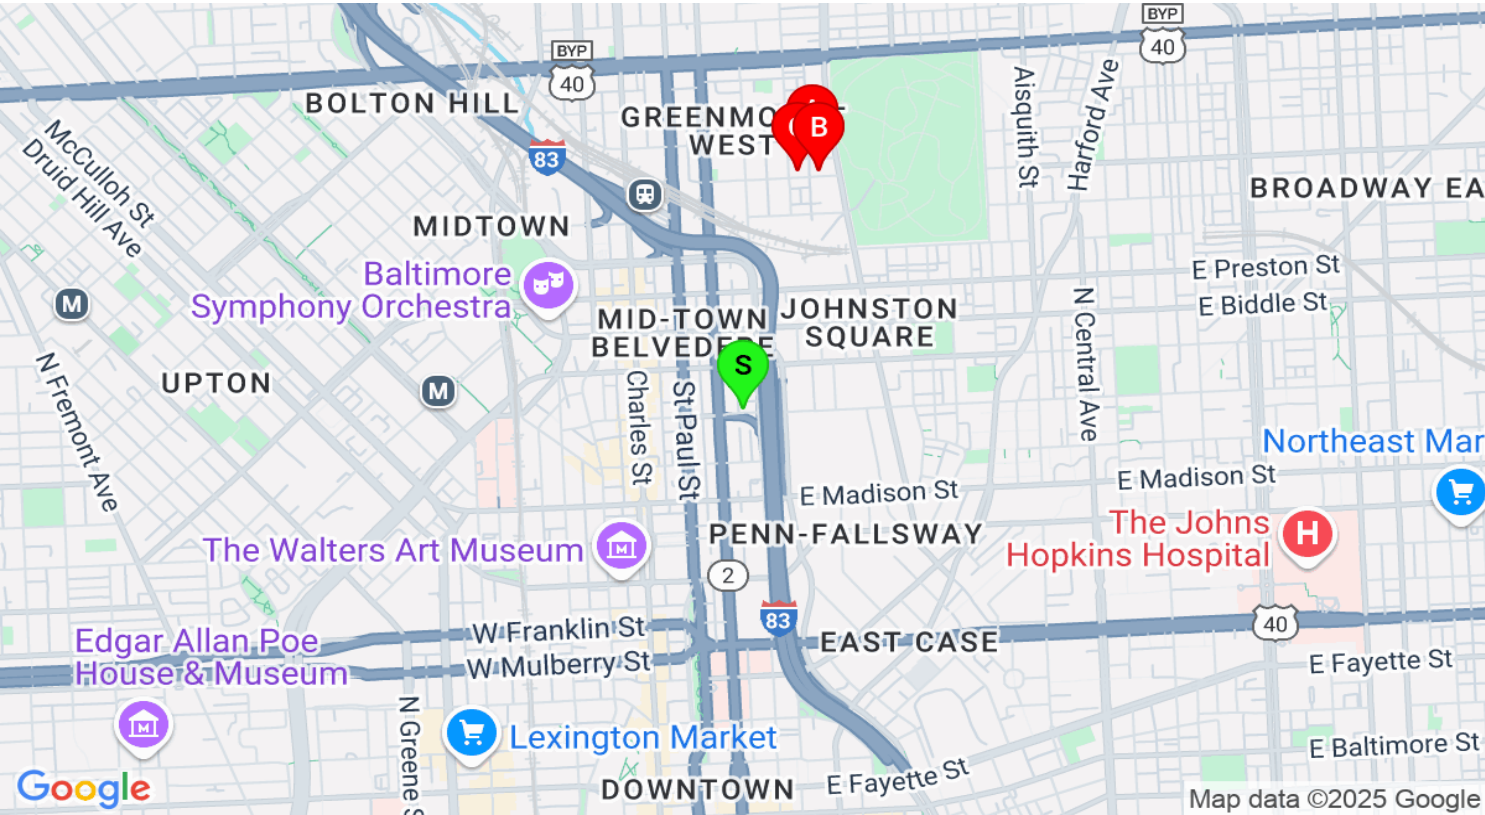 BYP
40
BYP
40
BOLTON HILL
GREENMO
WEST
B
83
Aisquith St
Harford Ave
McCulloh St
Druid Hill Ave
BROADWAY EA
MIDTOWN
Baltimore
Symphony Orchestra
M
E Preston St
E Biddle St
MID-TOWN
BELVEDERE
JOHNSTON
SQUARE
S
N Central Ave
UPTON
M
N Fremont Ave
Charles St
St Paul St
Northeast Mar
E Madison St
E Madison St
The Johns
Hopkins Hospital
H
PENN-FALLSWAY
The Walters Art Museum
2
83
40
W Franklin St
W Mulberry St
EAST CASE
E Fayette St
Edgar Allan Poe
House & Museum
N Greene S
Lexington Market
E Baltimore St
DOWNTOWN
E Fayette St
Google
Map data ©2025 Google